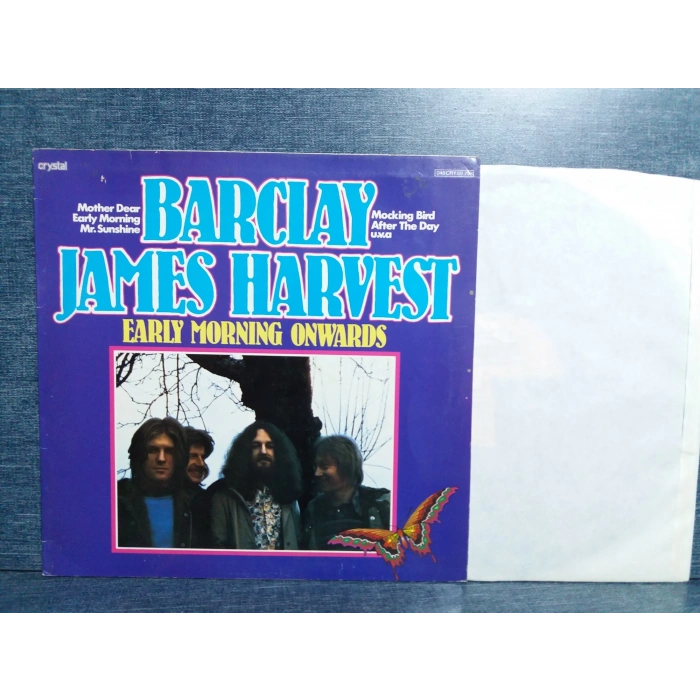 crystal
Mother Dear
Early Morning
Mr. Sunshine
BARCLAY
Mocking Bird
After The Day
u.v.a
JAMES HARVEST
EARLY MORNING ONWARDS